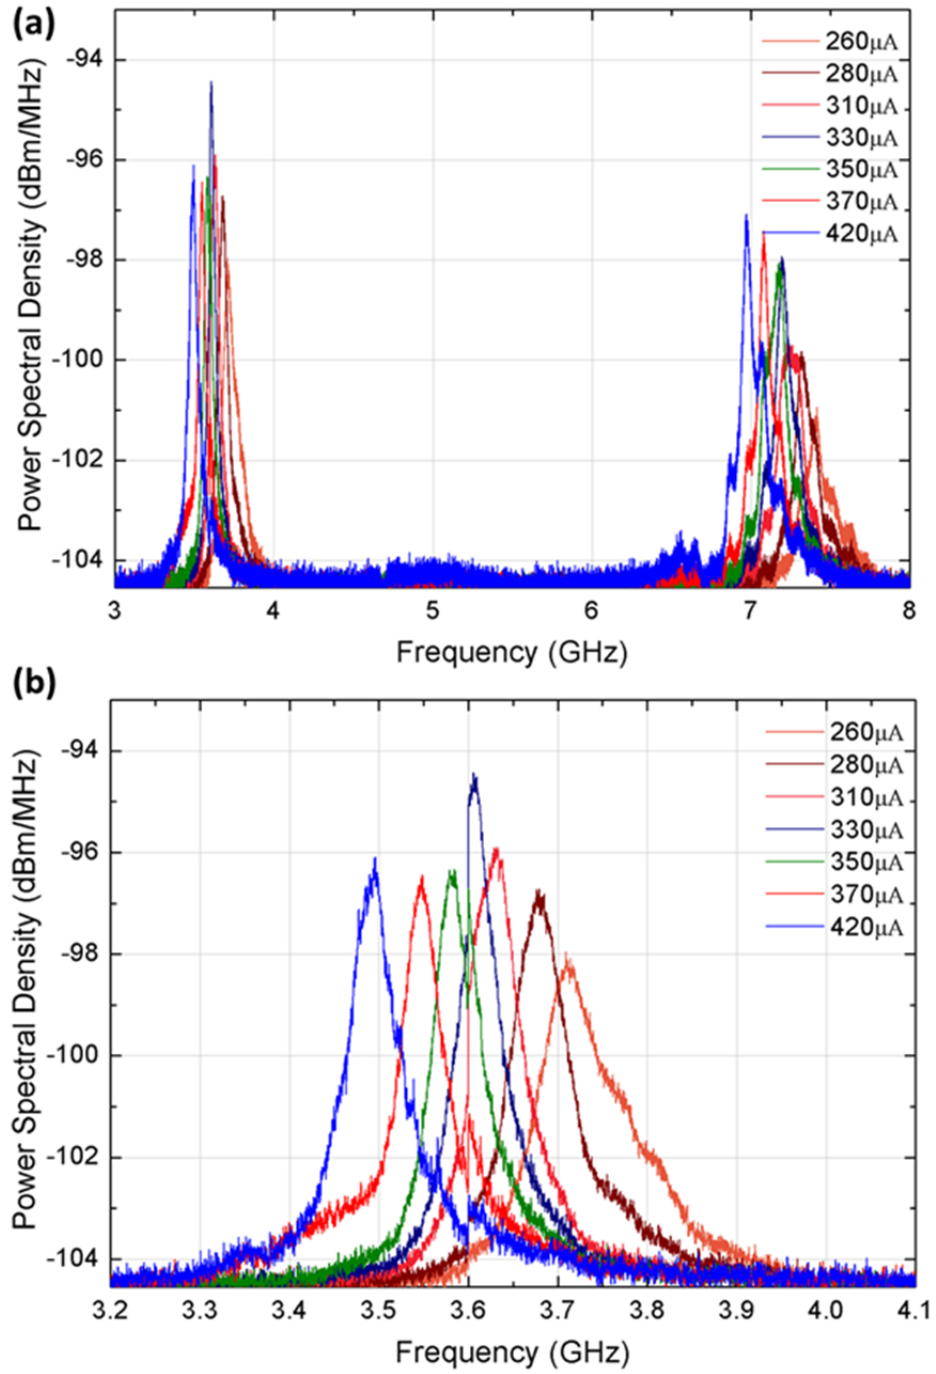 (a)
Power Spectral Density (dBm/MHz)
-94
-96
-98
-100
-102
-104
260μA
280μA
310μA
330μA
350μA
370μA
420μA
3 4 5 6 7 8
Frequency (GHz)
(b)
Power Spectral Density (dBm/MHz)
-94
-96
-98
-100
-102
-104
260μA
280μA
310μA
330μA
350μA
370μA
420μA
3.2 3.3 3.4 3.5 3.6 3.7 3.8 3.9 4.0 4.1
Frequency (GHz)